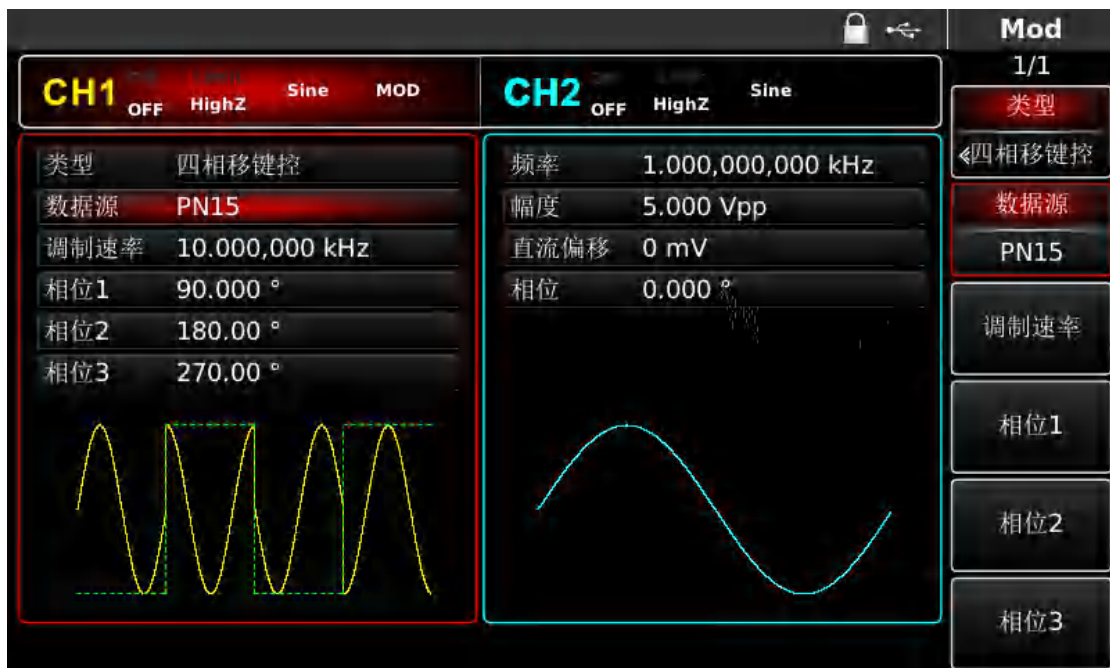 Mod
1/1
CH1 OFF HighZ Sine MOD
CH2 OFF HighZ Sine
类型 四相移键控
数据源 PN15
调制速率 10.000,000 kHz
相位1 90.000 °
相位2 180.00 °
相位3 270.00 °
频率 1.000,000,000 kHz
幅度 5.000 Vpp
直流偏移 0 mV
相位 0.000 °
类型
«四相移键控
数据源
PN15
调制速率
相位1
相位2
相位3